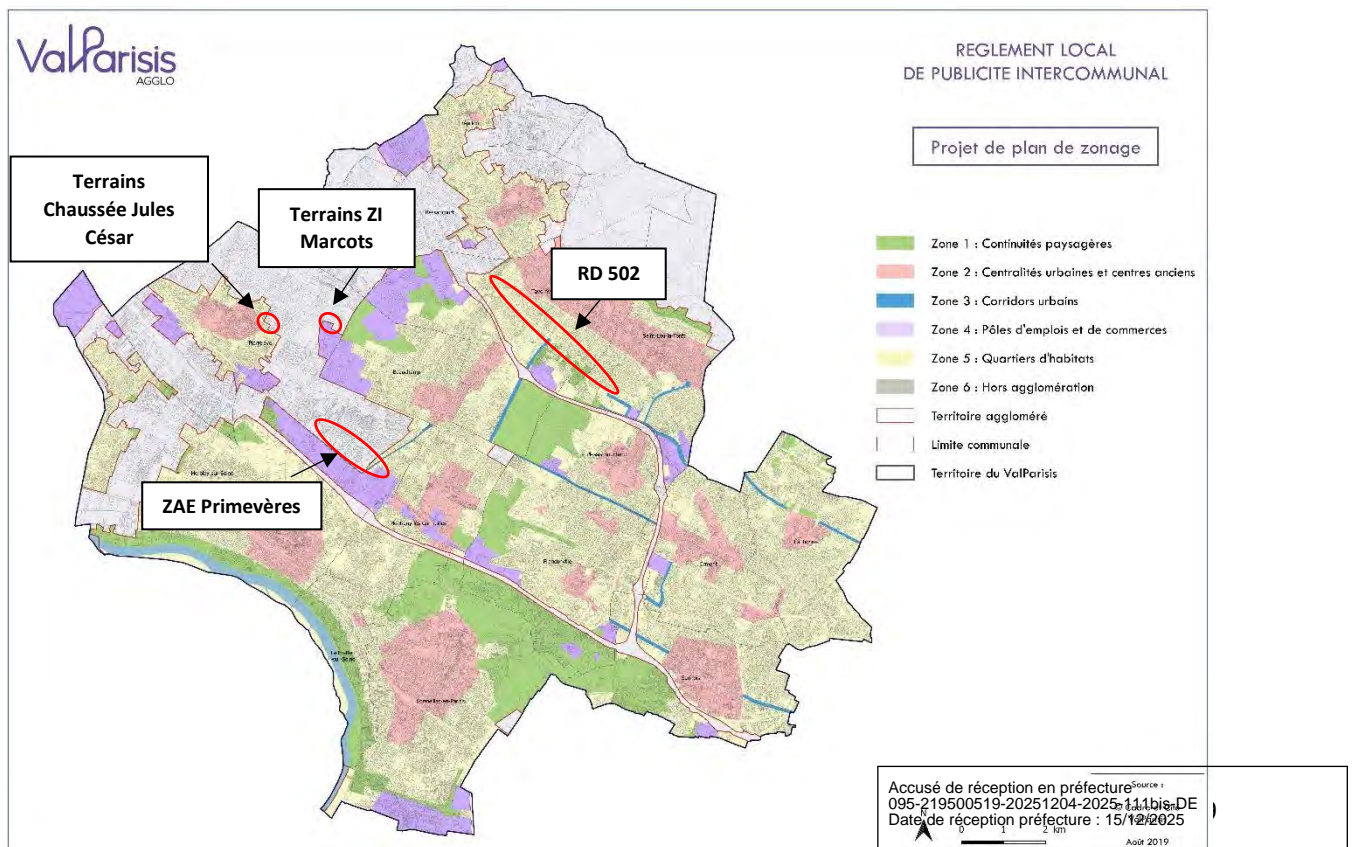 ValParisis
AGGLO
REGLEMENT LOCAL
DE PUBLICITE INTERCOMMUNAL
Projet de plan de zonage
Terrains
Chaussée Jules
César
Terrains ZI
Marcots
RD 502
ZAE Primevères
Zone 1 : Continuités paysagères
Zone 2 : Centralités urbaines et centres anciens
Zone 3 : Corridors urbains
Zone 4 : Pôles d'emplois et de commerces
Zone 5 : Quartiers d'habitats
Zone 6 : Hors agglomération
Territoire aggloméré
Limite communale
Territoire du ValParisis
Bessancourt
Beauchamp
Ermont
Source :
Accusé de réception en préfecture
095-219500519-20251204-2025-111bis-DE
Date de réception préfecture : 15/12/2025
N
0 1 2 km
Août 2019